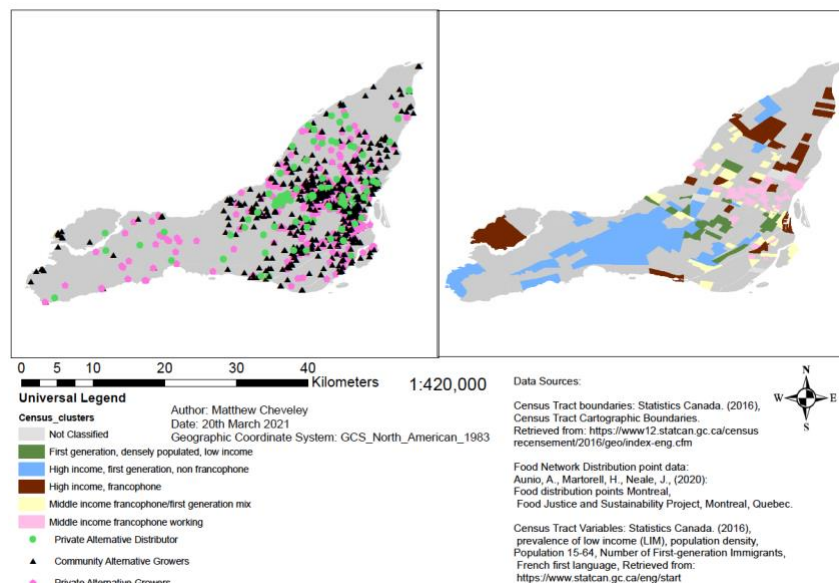 0 5 10 20 30 40
Kilometers
1:420,000
Universal Legend
Census_clusters
Not Classified
First generation, densely populated, low income
High income, first generation, non francophone
High income, francophone
Middle income francophone/first generation mix
Middle income francophone working
Private Alternative Distributor
Community Alternative Growers
Private Alternative Growers
Author: Matthew Cheveley
Date: 20th March 2021
Geographic Coordinate System: GCS_North_American_1983
Data Sources:
Census Tract boundaries: Statistics Canada. (2016),
Census Tract Cartographic Boundaries.
Retrieved from: https://www12.statcan.gc.ca/census
recensement/2016/geo/index-eng.cfm
Food Network Distribution point data:
Aunio, A., Martorell, H., Neale, J., (2020):
Food distribution points Montreal,
Food Justice and Sustainability Project, Montreal, Quebec.
Census Tract Variables: Statistics Canada. (2016),
prevalence of low income (LIM), population density,
Population 15-64, Number of First-generation Immigrants,
French first language, Retrieved from:
https://www.statcan.gc.ca/eng/start
N
W E
S